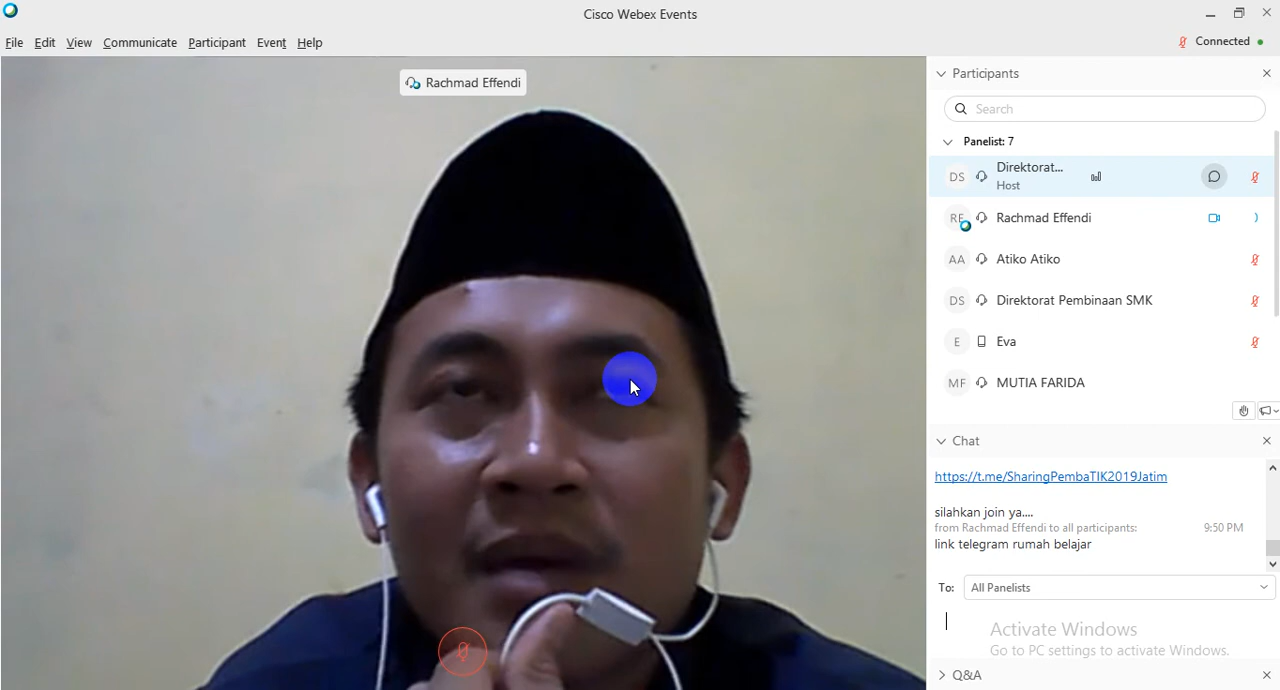 Cisco Webex Events
File Edit View Communicate Participant Event Help
Connected
Rachmad Effendi
Participants
Search
Panelist: 7
DS Direktorat...
Host
RE Rachmad Effendi
AA Atiko Atiko
DS Direktorat Pembinaan SMK
E Eva
MF MUTIA FARIDA
Chat
https://t.me/SharingPembaTIK2019Jatim
silahkan join ya....
from Rachmad Effendi to all participants: 9:50 PM
link telegram rumah belajar
To: All Panelists
Activate Windows
Go to PC settings to activate Windows.
Q&A